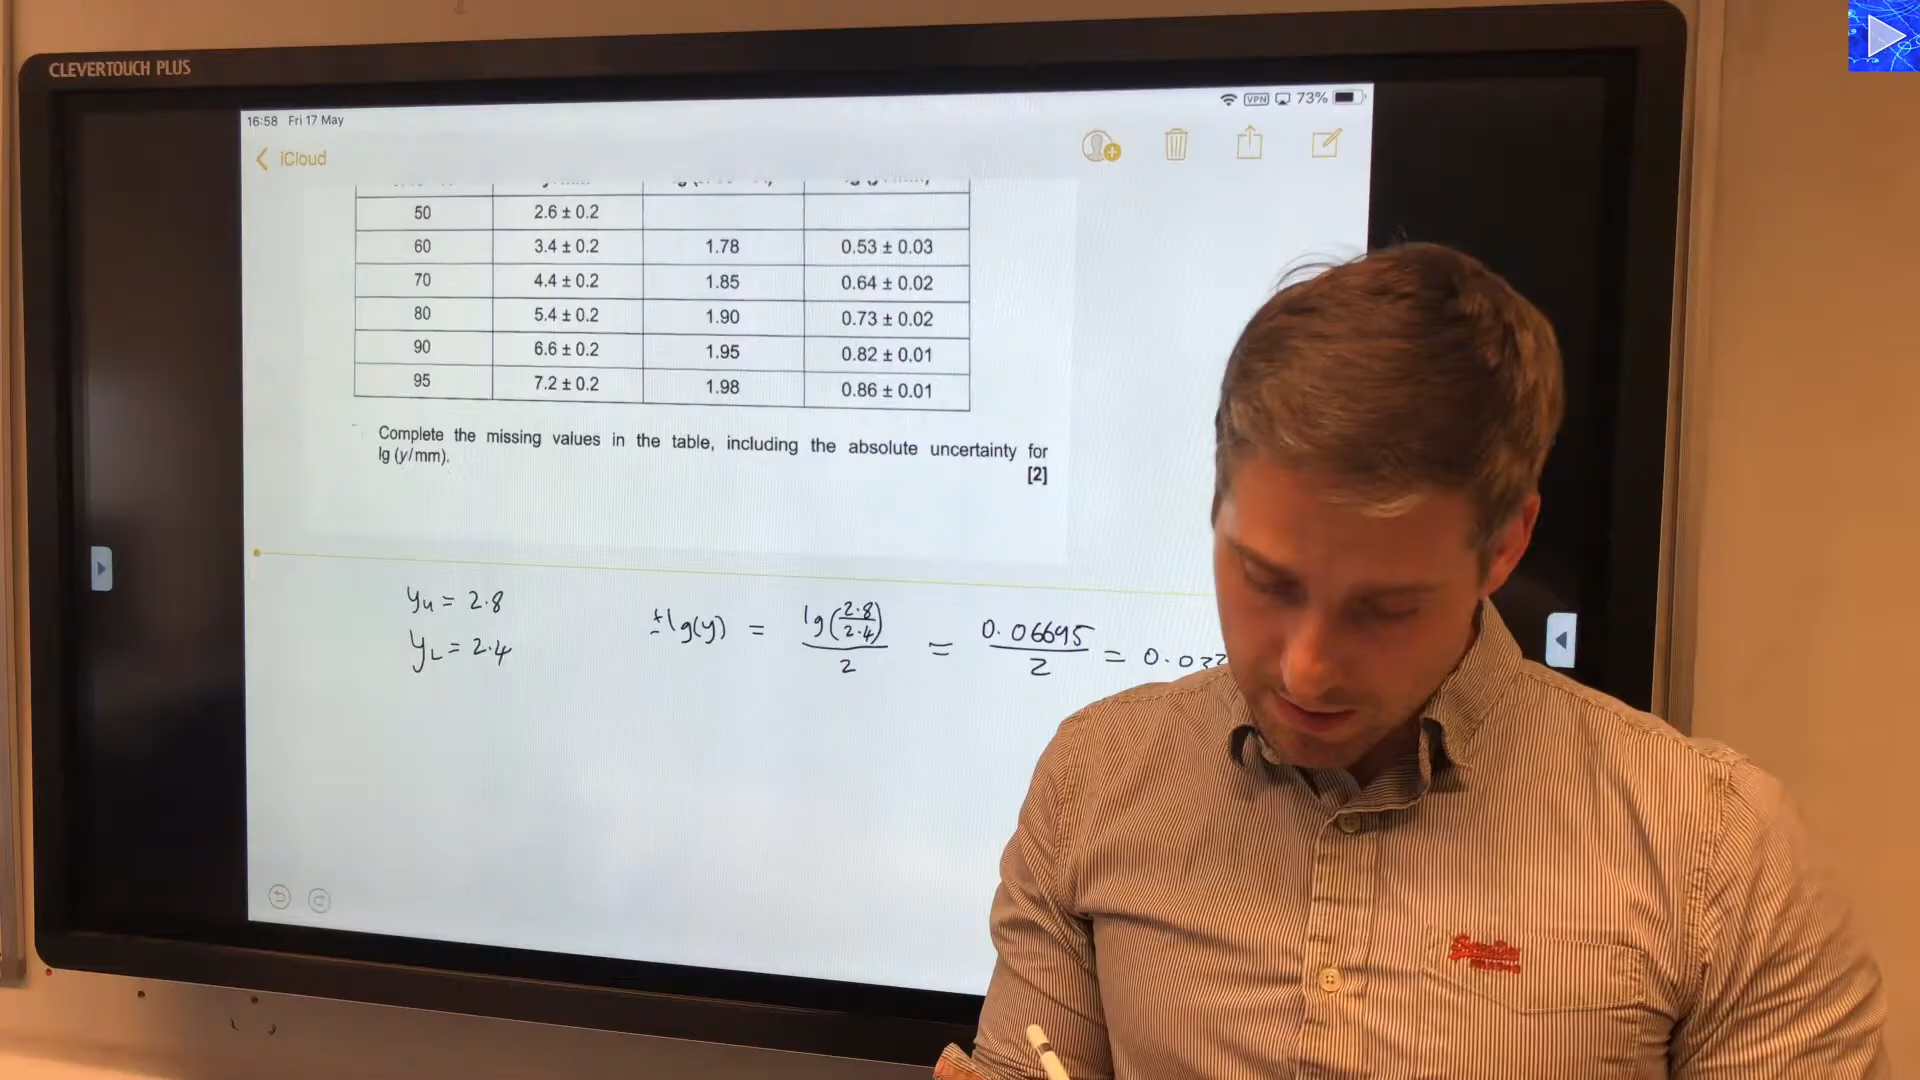 CLEVERTOUCH PLUS
16:58 Fri 17 May
VPN 73%
iCloud
50 2.6 ± 0.2
60 3.4 ± 0.2 1.78 0.53 ± 0.03
70 4.4 ± 0.2 1.85 0.64 ± 0.02
80 5.4 ± 0.2 1.90 0.73 ± 0.02
90 6.6 ± 0.2 1.95 0.82 ± 0.01
95 7.2 ± 0.2 1.98 0.86 ± 0.01
Complete the missing values in the table, including the absolute uncertainty for
lg (y/mm).
[2]
yu = 2.8
yL = 2.4
± lg(y) = lg(2.8/2.4)/2 = 0.06695/2 = 0.03